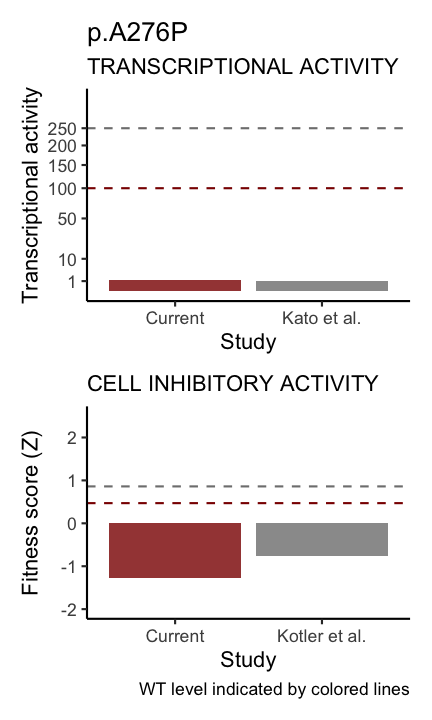 p.A276P
TRANSCRIPTIONAL ACTIVITY
Transcriptional activity
250
200
150
100
50
10
1
Current
Kato et al.
Study
CELL INHIBITORY ACTIVITY
Fitness score (Z)
2
1
0
-1
-2
Current
Kotler et al.
Study
WT level indicated by colored lines